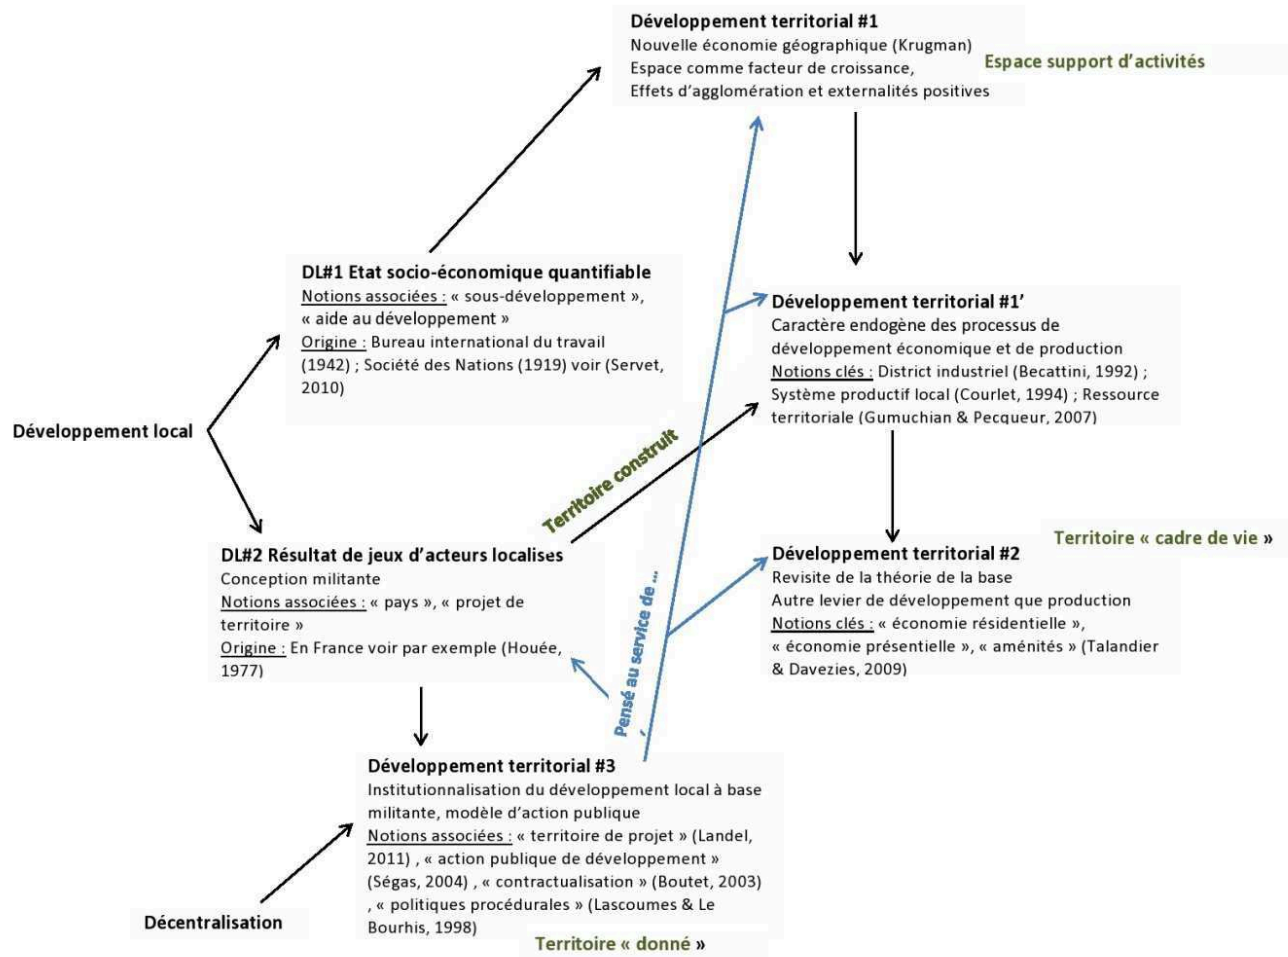 Développement territorial #1
Nouvelle économie géographique (Krugman)
Espace comme facteur de croissance,
Effets d’agglomération et externalités positives
Espace support d’activités
DL#1 Etat socio-économique quantifiable
Notions associées : « sous-développement »,
« aide au développement »
Origine : Bureau international du travail
(1942) ; Société des Nations (1919) voir (Servet,
2010)
Développement territorial #1’
Caractère endogène des processus de
développement économique et de production
Notions clés : District industriel (Becattini, 1992) ;
Système productif local (Courlet, 1994) ; Ressource
territoriale (Gumuchian & Pecqueur, 2007)
Développement local
Territoire construit
DL#2 Résultat de jeux d’acteurs localises
Conception militante
Notions associées : « pays », « projet de
territoire »
Origine : En France voir par exemple (Houée,
1977)
Territoire « cadre de vie »
Développement territorial #2
Revisite de la théorie de la base
Autre levier de développement que production
Notions clés : « économie résidentielle »,
« économie présentielle », « aménités » (Talandier
& Davezies, 2009)
Pensé au service de ...
Développement territorial #3
Institutionnalisation du développement local à base
militante, modèle d’action publique
Notions associées : « territoire de projet » (Landel,
2011) , « action publique de développement »
(Ségas, 2004) , « contractualisation » (Boutet, 2003)
, « politiques procédurales » (Lascoumes & Le
Bourhis, 1998)
Décentralisation
Territoire « donné »